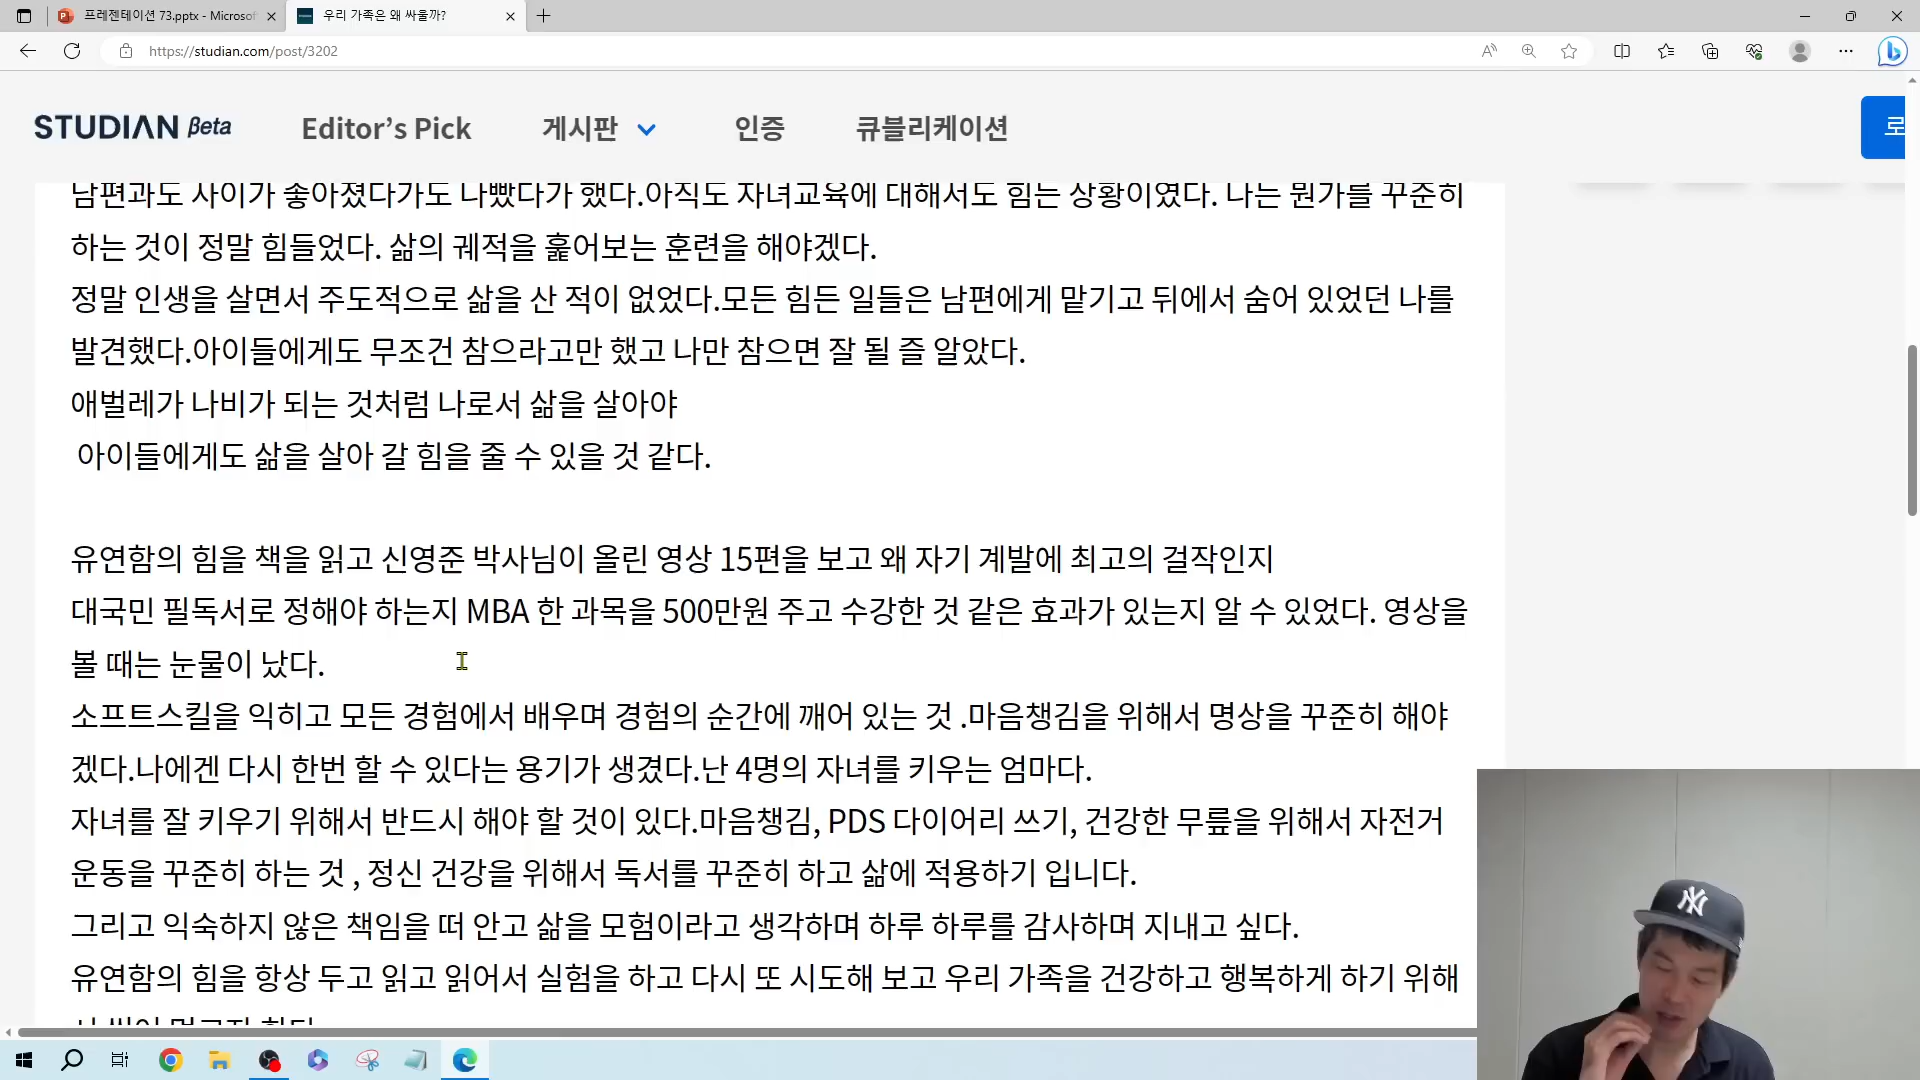 프레젠테이션 73.pptx - Microsof
우리 가족은 왜 싸울까?
https://studian.com/post/3202
STUDIAN Beta
Editor's Pick
게시판
인증
큐블리케이션
로
남편과도 사이가 좋아졌다가도 나빴다가 했다.아직도 자녀교육에 대해서도 힘든 상황이였다. 나는 뭔가를 꾸준히
하는 것이 정말 힘들었다. 삶의 궤적을 훑어보는 훈련을 해야겠다.
정말 인생을 살면서 주도적으로 삶을 산 적이 없었다.모든 힘든 일들은 남편에게 맡기고 뒤에서 숨어 있었던 나를
발견했다.아이들에게도 무조건 참으라고만 했고 나만 참으면 잘 될 즐 알았다.
애벌레가 나비가 되는 것처럼 나로서 삶을 살아야
아이들에게도 삶을 살아 갈 힘을 줄 수 있을 것 같다.
유연함의 힘을 책을 읽고 신영준 박사님이 올린 영상 15편을 보고 왜 자기 계발에 최고의 걸작인지
대국민 필독서로 정해야 하는지 MBA 한 과목을 500만원 주고 수강한 것 같은 효과가 있는지 알 수 있었다. 영상을
볼 때는 눈물이 났다.
소프트스킬을 익히고 모든 경험에서 배우며 경험의 순간에 깨어 있는 것 .마음챙김을 위해서 명상을 꾸준히 해야
겠다.나에겐 다시 한번 할 수 있다는 용기가 생겼다.난 4명의 자녀를 키우는 엄마다.
자녀를 잘 키우기 위해서 반드시 해야 할 것이 있다.마음챙김, PDS 다이어리 쓰기, 건강한 무릎을 위해서 자전거
운동을 꾸준히 하는 것 , 정신 건강을 위해서 독서를 꾸준히 하고 삶에 적용하기 입니다.
그리고 익숙하지 않은 책임을 떠 안고 삶을 모험이라고 생각하며 하루 하루를 감사하며 지내고 싶다.
유연함의 힘을 항상 두고 읽고 읽어서 실험을 하고 다시 또 시도해 보고 우리 가족을 건강하고 행복하게 하기 위해
NY